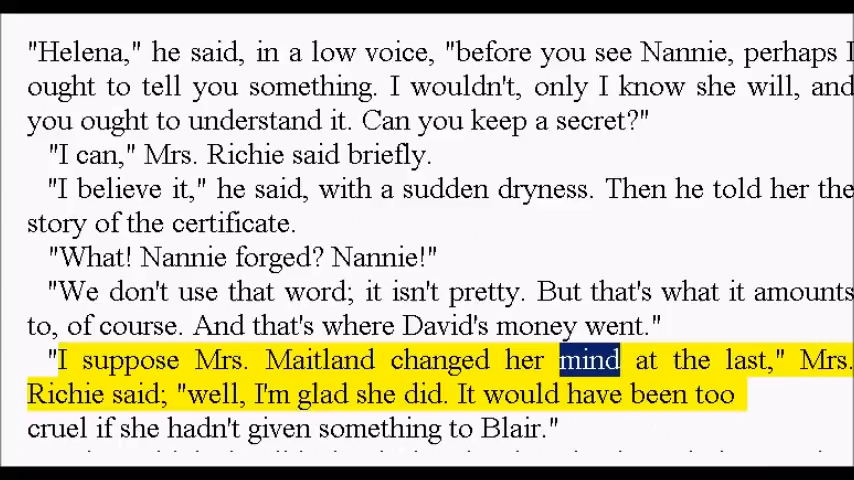 "Helena," he said, in a low voice, "before you see Nannie, perhaps I
ought to tell you something. I wouldn't, only I know she will, and
you ought to understand it. Can you keep a secret?"
"I can," Mrs. Richie said briefly.
"I believe it," he said, with a sudden dryness. Then he told her the
story of the certificate.
"What! Nannie forged? Nannie!"
"We don't use that word; it isn't pretty. But that's what it amounts
to, of course. And that's where David's money went."
"I suppose Mrs. Maitland changed her mind at the last," Mrs.
Richie said; "well, I'm glad she did. It would have been too
cruel if she hadn't given something to Blair."